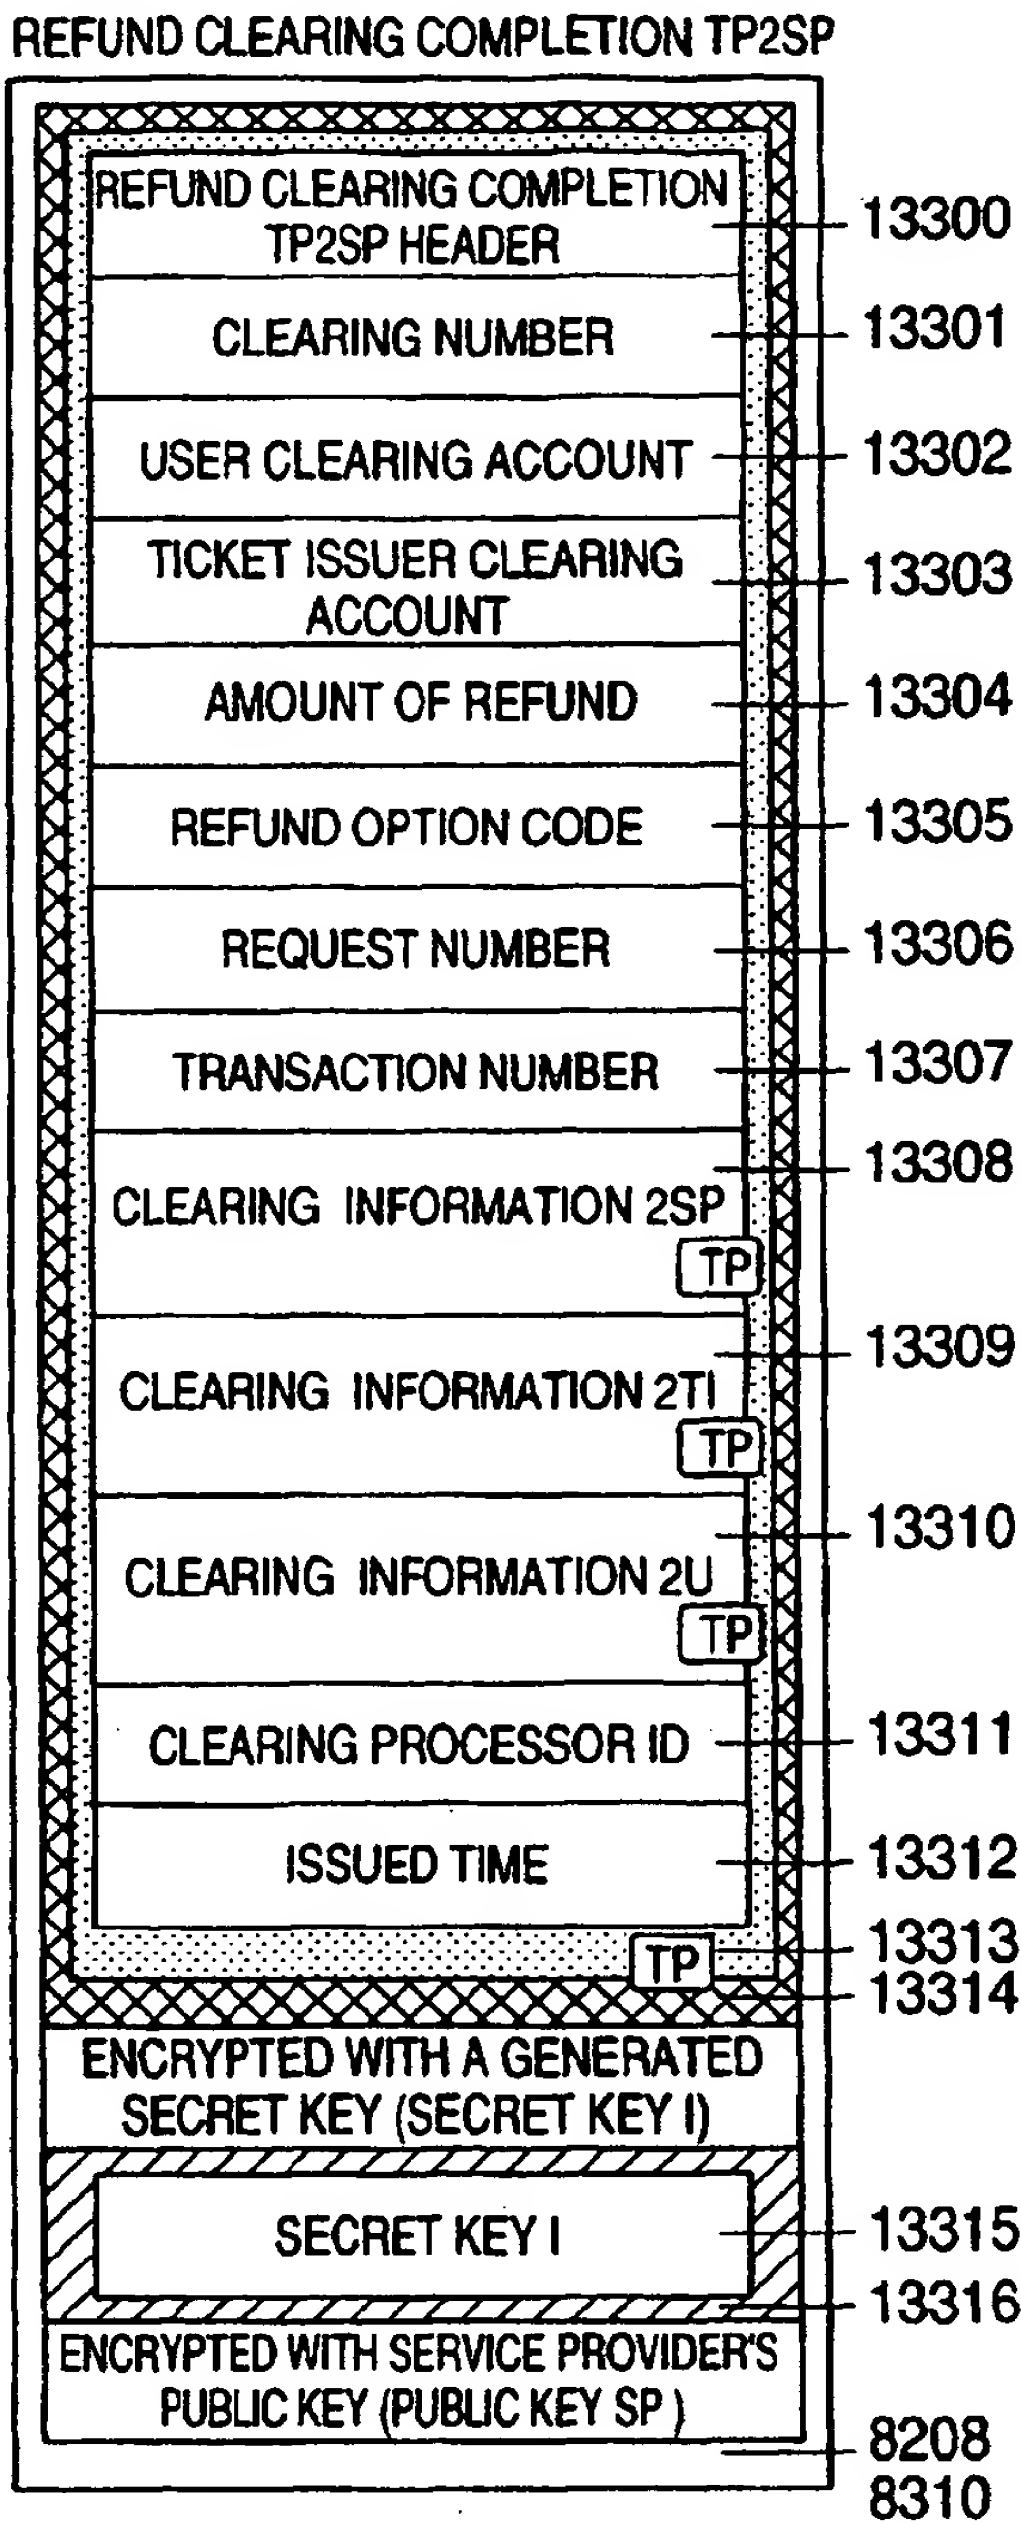 REFUND CLEARING COMPLETION TP2SP
REFUND CLEARING COMPLETION
TP2SP HEADER
13300
CLEARING NUMBER
13301
USER CLEARING ACCOUNT
13302
TICKET ISSUER CLEARING
ACCOUNT
13303
AMOUNT OF REFUND
13304
REFUND OPTION CODE
13305
REQUEST NUMBER
13306
TRANSACTION NUMBER
13307
13308
CLEARING INFORMATION 2SP
TP
13309
CLEARING INFORMATION 2TI
TP
13310
CLEARING INFORMATION 2U
TP
CLEARING PROCESSOR ID
13311
ISSUED TIME
13312
13313
TP
13314
ENCRYPTED WITH A GENERATED
SECRET KEY (SECRET KEY I)
SECRET KEY I
13315
13316
ENCRYPTED WITH SERVICE PROVIDER'S
PUBLIC KEY (PUBLIC KEY SP )
8208
8310